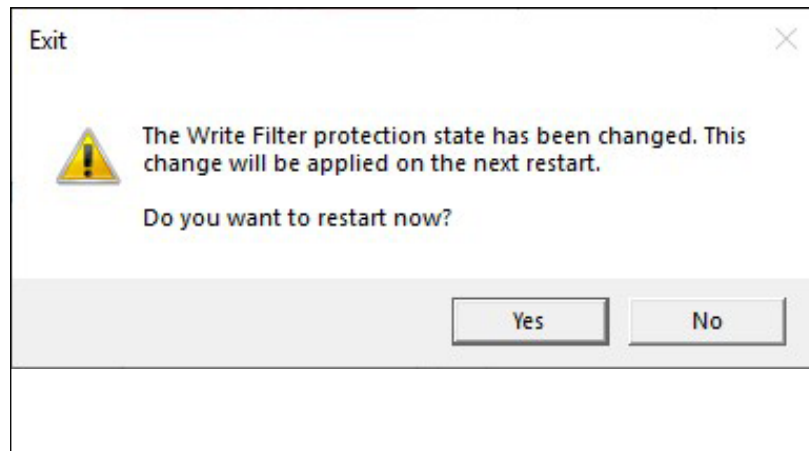 Exit
The Write Filter protection state has been changed. This
change will be applied on the next restart.
Do you want to restart now?
Yes
No